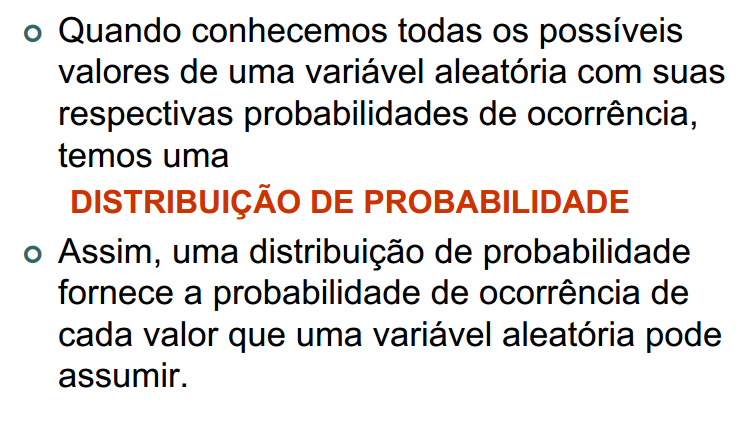 Quando conhecemos todas os possíveis
valores de uma variável aleatória com suas
respectivas probabilidades de ocorrência,
temos uma
DISTRIBUIÇÃO DE PROBABILIDADE
Assim, uma distribuição de probabilidade
fornece a probabilidade de ocorrência de
cada valor que uma variável aleatória pode
assumir.